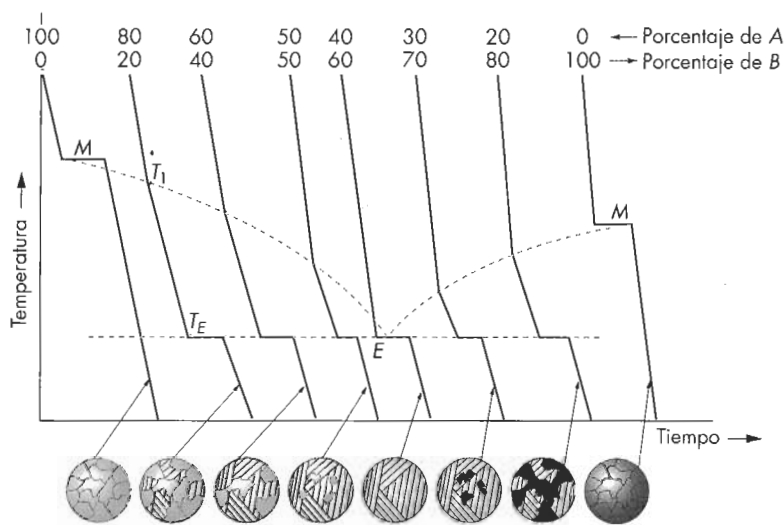 100 80 60 50 40 30 20 0 ← Porcentaje de A
0 20 40 50 60 70 80 100 --→ Porcentaje de B
M
T₁
M
Temperatura →
T_E
E
Tiempo →